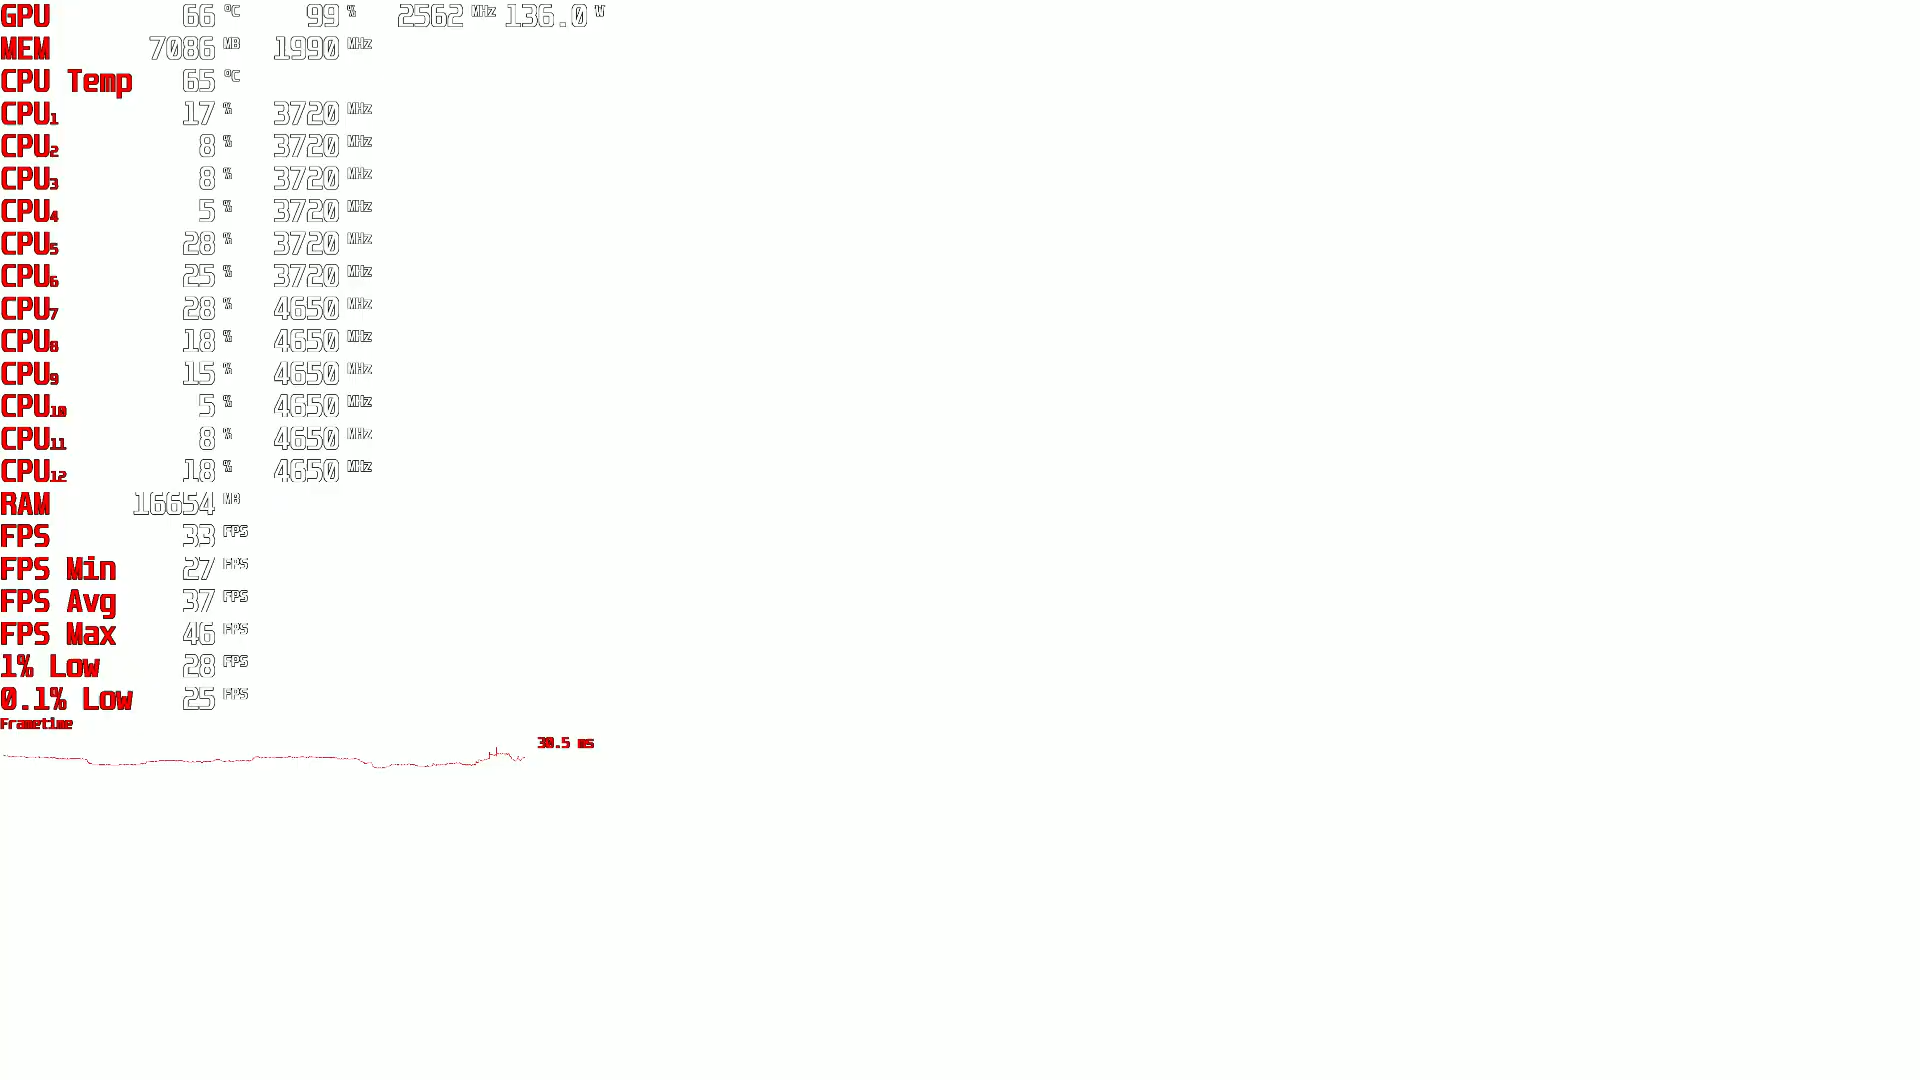 GPU 66 °C 99 % 2562 MHz 136.0 W
MEM 7086 MB 1990 MHz
CPU Temp 65 °C
CPU1 17 % 3720 MHz
CPU2 8 % 3720 MHz
CPU3 8 % 3720 MHz
CPU4 5 % 3720 MHz
CPU5 28 % 3720 MHz
CPU6 25 % 3720 MHz
CPU7 28 % 4650 MHz
CPU8 18 % 4650 MHz
CPU9 15 % 4650 MHz
CPU10 5 % 4650 MHz
CPU11 8 % 4650 MHz
CPU12 18 % 4650 MHz
RAM 16654 MB
FPS 33 FPS
FPS Min 27 FPS
FPS Avg 37 FPS
FPS Max 46 FPS
1% Low 28 FPS
0.1% Low 25 FPS
Frametime
30.5 ms